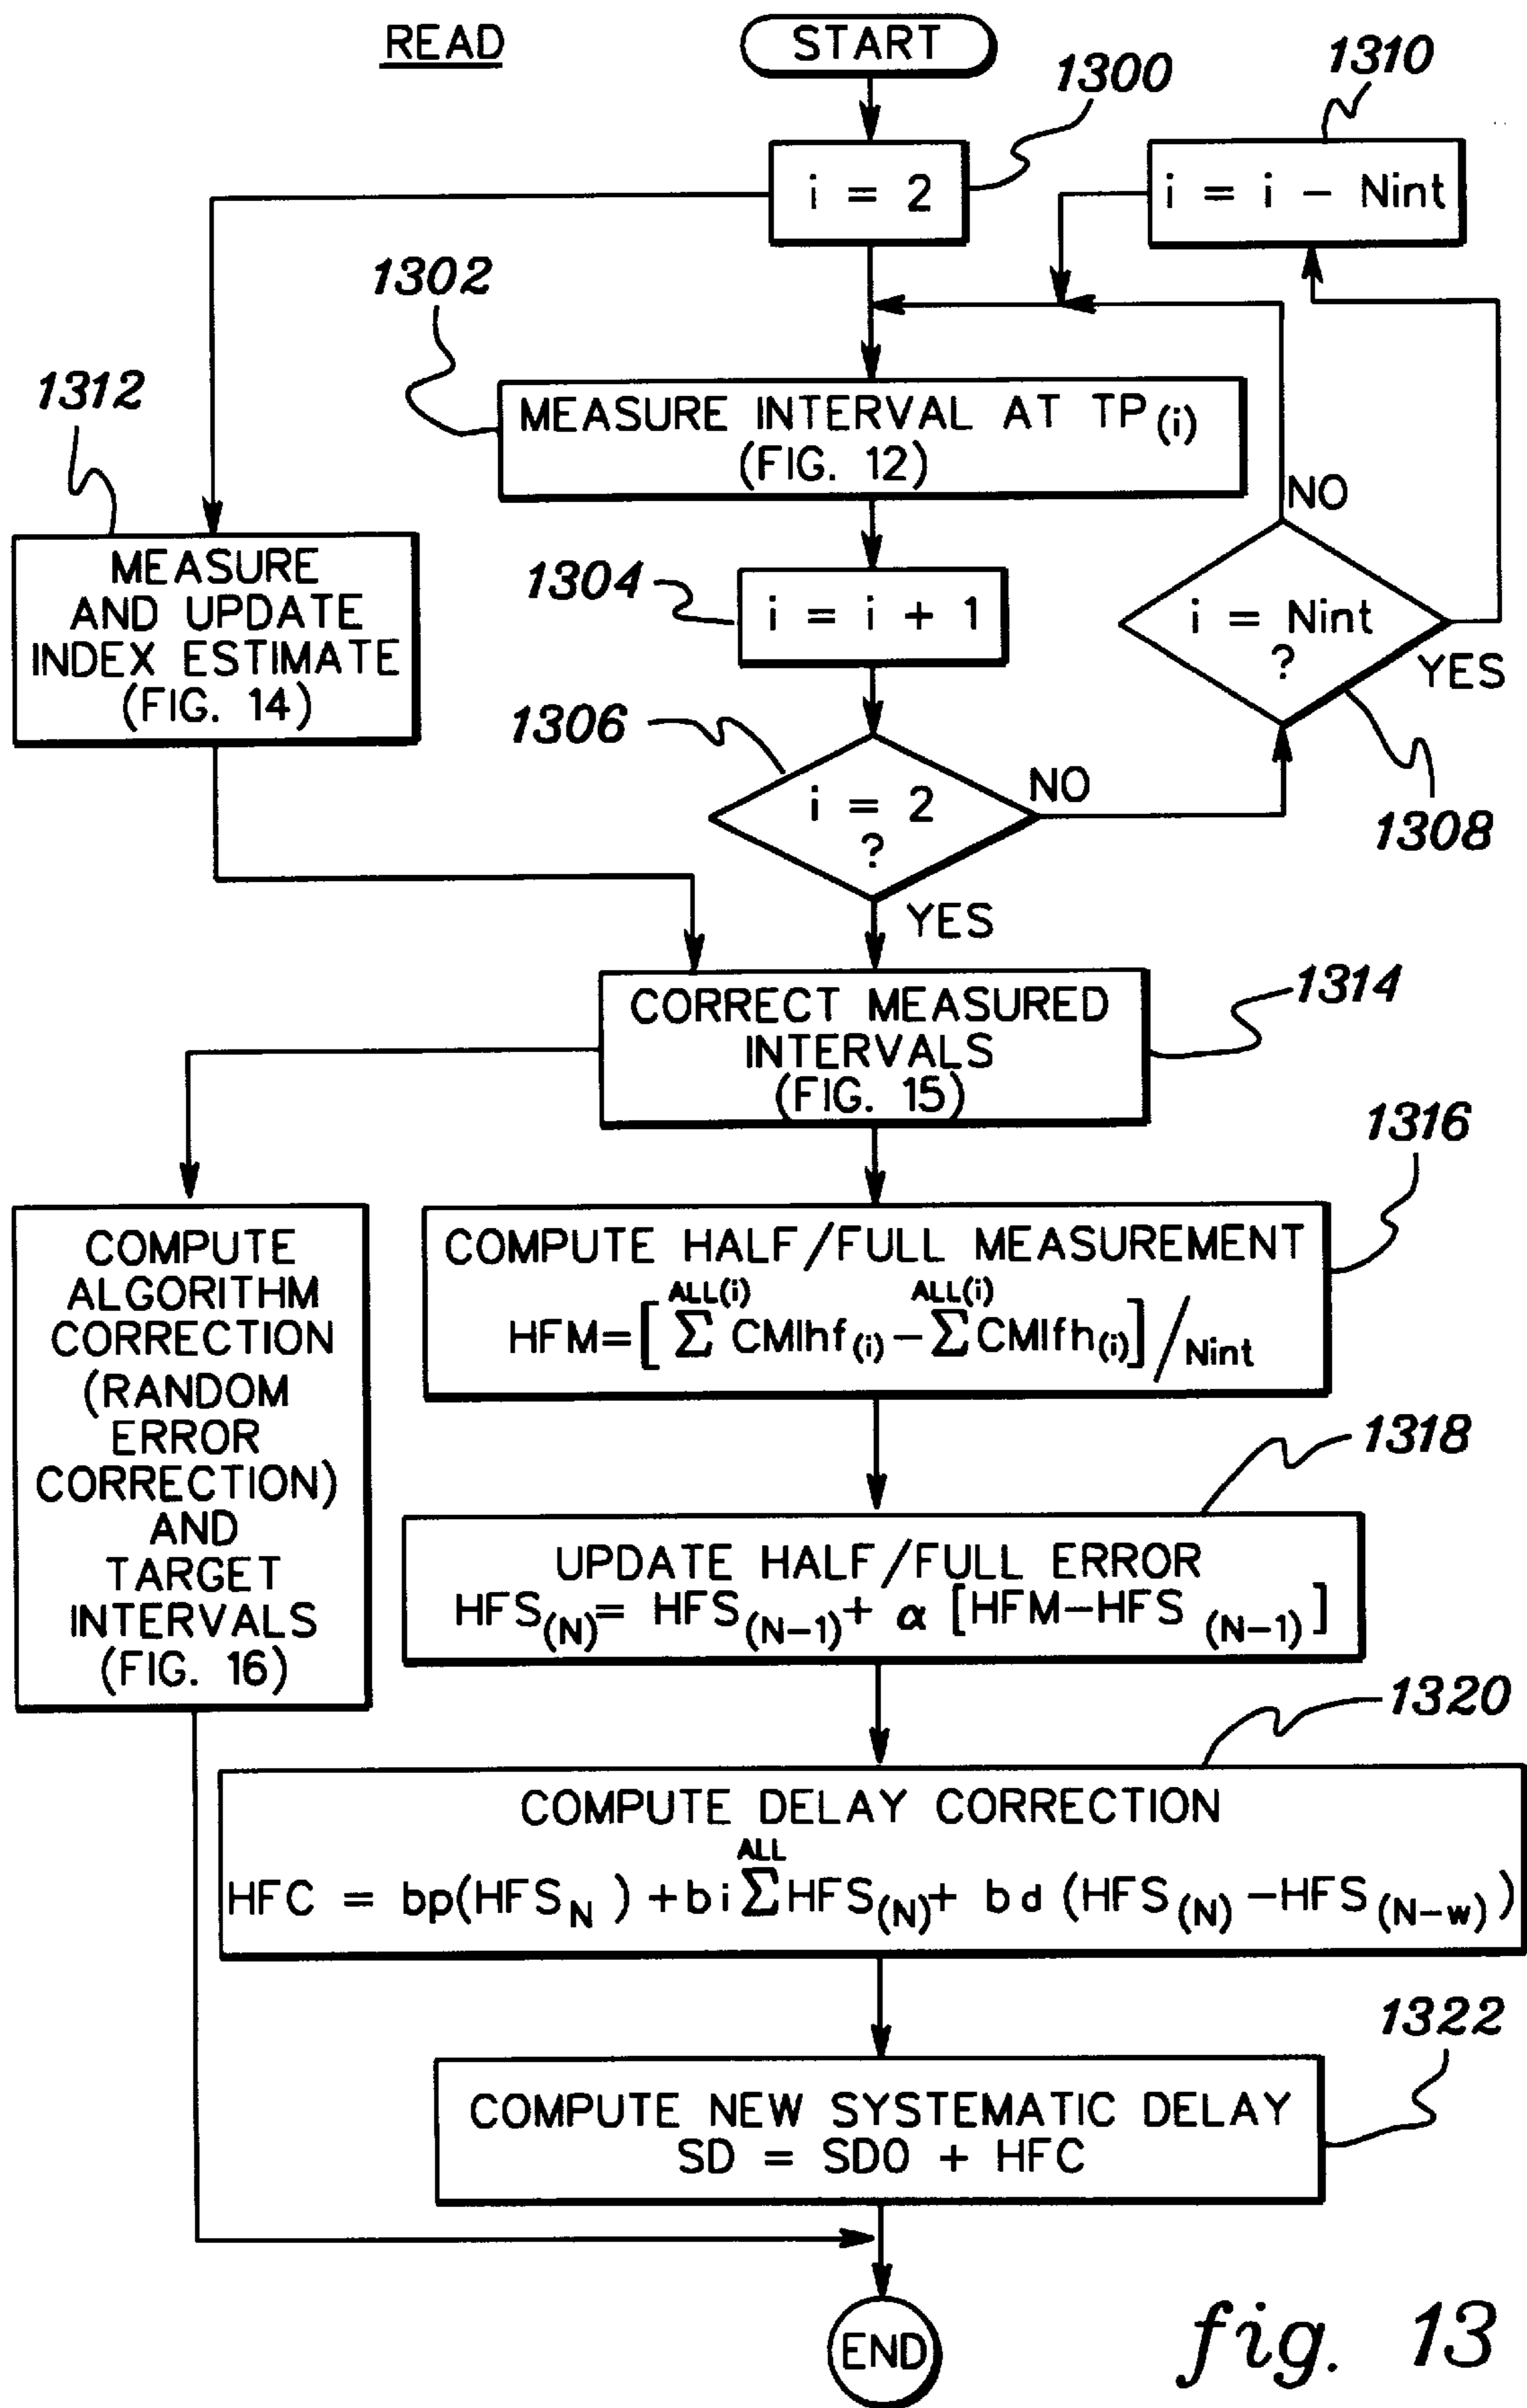 READ
START
1300
1310
i = 2
i = i − Nint
1302
MEASURE INTERVAL AT TP(i)
(FIG. 12)
1312
NO
MEASURE
AND UPDATE
INDEX ESTIMATE
(FIG. 14)
1304
i = i + 1
i = Nint
?
YES
1306
i = 2
?
NO
1308
YES
CORRECT MEASURED
INTERVALS
(FIG. 15)
1314
1316
COMPUTE
ALGORITHM
CORRECTION
(RANDOM
ERROR
CORRECTION)
AND
TARGET
INTERVALS
(FIG. 16)
COMPUTE HALF/FULL MEASUREMENT
ALL(i) ALL(i)
HFM=[ Σ CMIhf(i)− Σ CMIfh(i)]/Nint
1318
UPDATE HALF/FULL ERROR
HFS(N)= HFS(N−1)+ α [HFM−HFS (N−1)]
1320
COMPUTE DELAY CORRECTION
ALL
HFC = bp(HFSN ) +bi Σ HFS(N)+ bd (HFS(N) −HFS(N−w))
1322
COMPUTE NEW SYSTEMATIC DELAY
SD = SDO + HFC
END
fig. 13